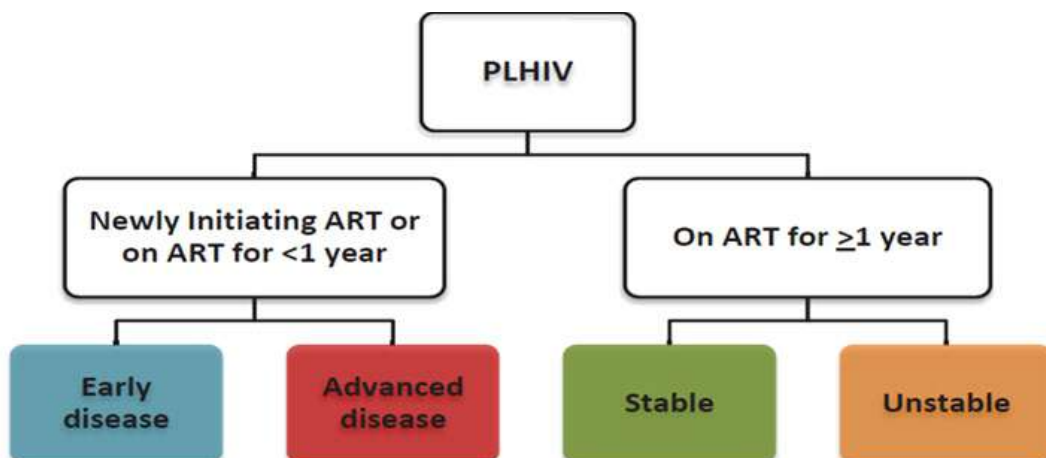 PLHIV
Newly Initiating ART or
on ART for <1 year
On ART for ≥1 year
Early
disease
Advanced
disease
Stable
Unstable